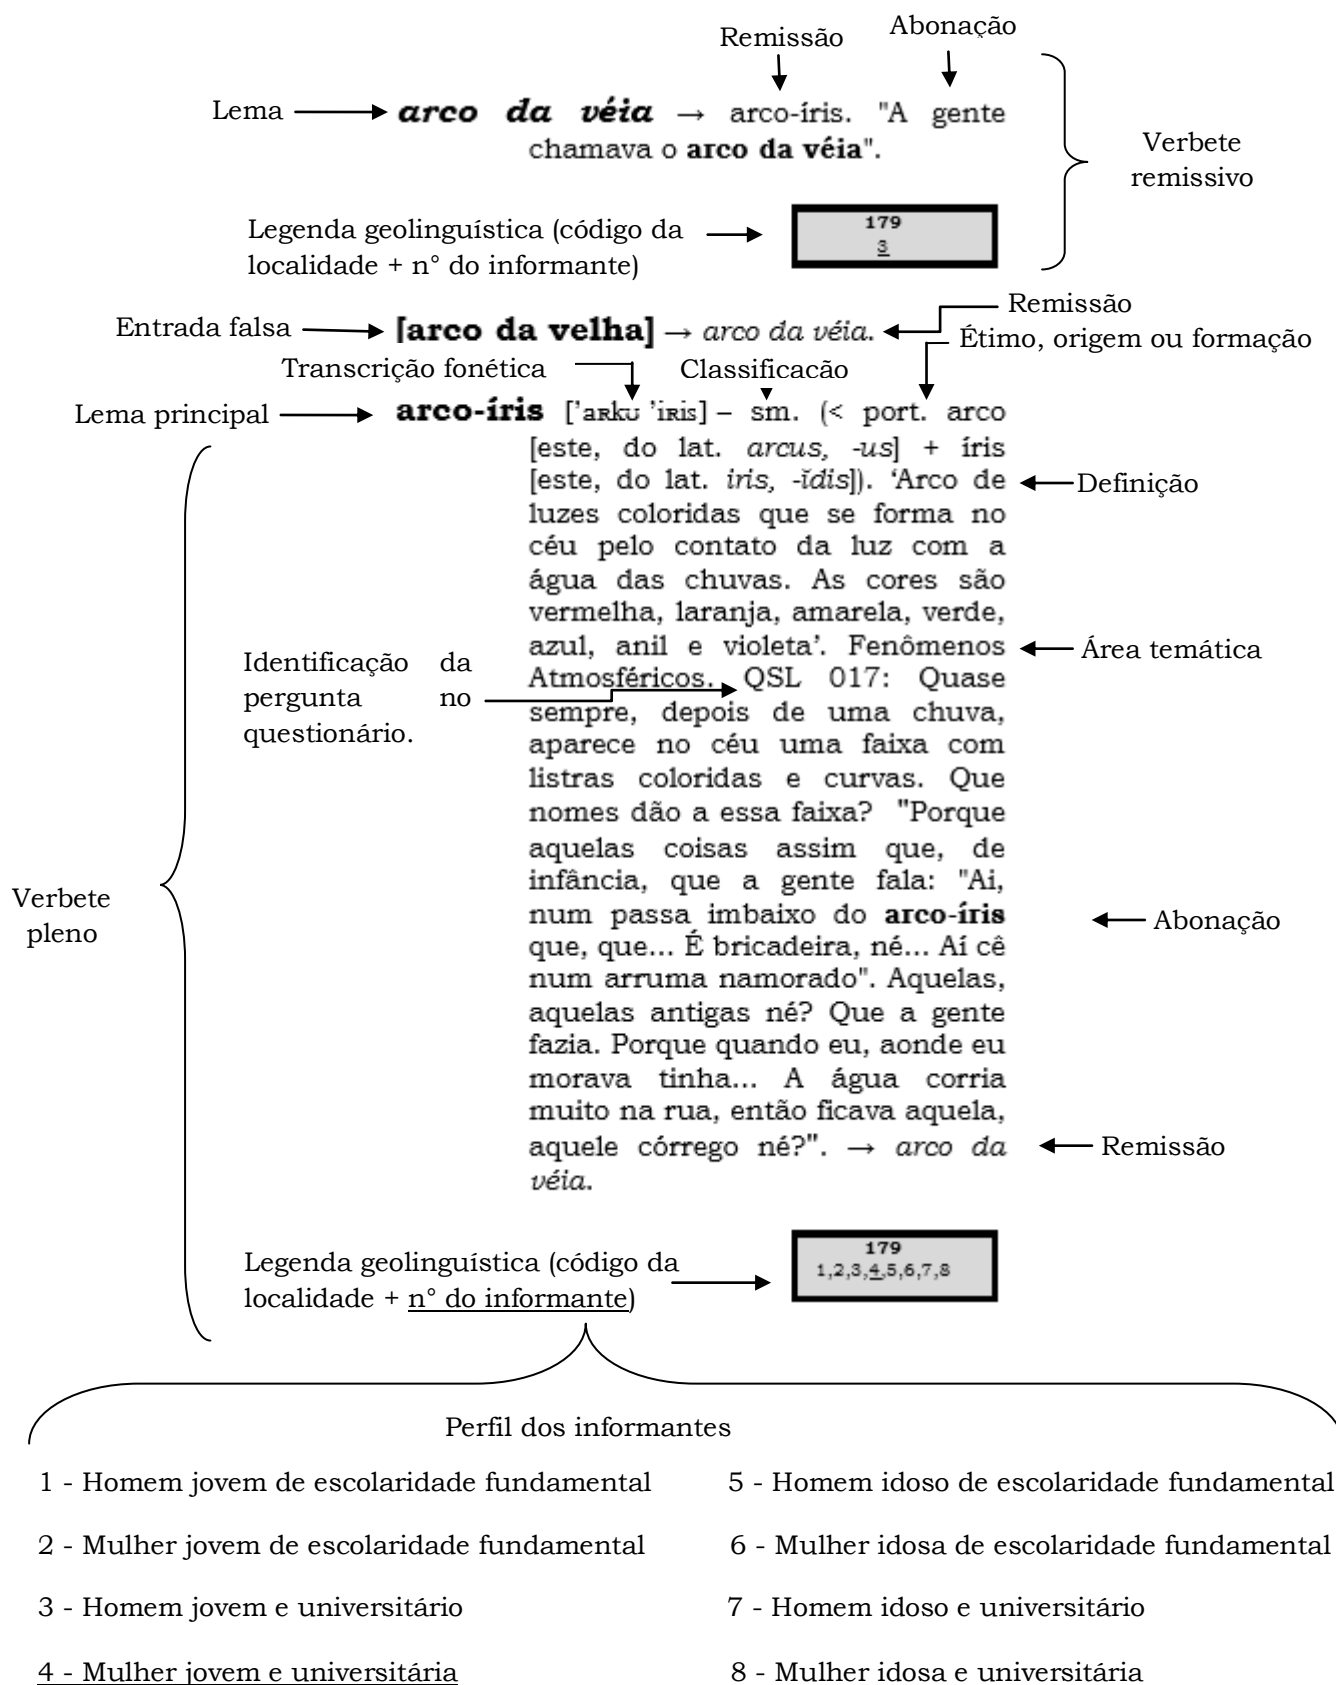 Remissão
Abonação
Lema
arco da véia → arco-íris. "A gente
chamava o arco da véia".
Verbete
remissivo
Legenda geolinguística (código da
localidade + n° do informante)
179
3
Entrada falsa
[arco da velha] → arco da véia.
Remissão
Étimo, origem ou formação
Transcrição fonética
Classificacão
Lema principal
arco-íris ['aʀkʊ 'iʀis] – sm. (< port. arco
[este, do lat. arcus, -us] + íris
[este, do lat. iris, -ĭdis]). ‘Arco de
luzes coloridas que se forma no
céu pelo contato da luz com a
água das chuvas. As cores são
vermelha, laranja, amarela, verde,
azul, anil e violeta’. Fenômenos
Atmosféricos. QSL 017: Quase
sempre, depois de uma chuva,
aparece no céu uma faixa com
listras coloridas e curvas. Que
nomes dão a essa faixa? "Porque
aquelas coisas assim que, de
infância, que a gente fala: "Ai,
num passa imbaixo do arco-íris
que, que... É bricadeira, né... Aí cê
num arruma namorado". Aquelas,
aquelas antigas né? Que a gente
fazia. Porque quando eu, aonde eu
morava tinha... A água corria
muito na rua, então ficava aquela,
aquele córrego né?". → arco da
véia.
Definição
Área temática
Identificação da
pergunta no
questionário.
Verbete
pleno
Abonação
Remissão
Legenda geolinguística (código da
localidade + n° do informante)
179
1,2,3,4,5,6,7,8
Perfil dos informantes
1 - Homem jovem de escolaridade fundamental
2 - Mulher jovem de escolaridade fundamental
3 - Homem jovem e universitário
4 - Mulher jovem e universitária
5 - Homem idoso de escolaridade fundamental
6 - Mulher idosa de escolaridade fundamental
7 - Homem idoso e universitário
8 - Mulher idosa e universitária